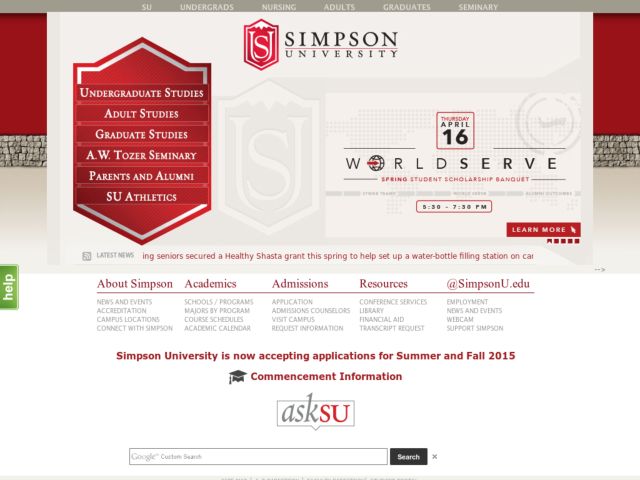 SU UNDERGRADS NURSING ADULTS GRADUATES SEMINARY
S SIMPSON
UNIVERSITY
UNDERGRADUATE STUDIES
ADULT STUDIES
GRADUATE STUDIES
A.W. TOZER SEMINARY
PARENTS AND ALUMNI
SU ATHLETICS
THURSDAY
APRIL
16
WORLDSERVE
SPRING STUDENT SCHOLARSHIP BANQUET
5:30 - 7:30 PM
LEARN MORE
LATEST NEWS ing seniors secured a Healthy Shasta grant this spring to help set up a water-bottle filling station on car
-->
help
About Simpson Academics Admissions Resources @SimpsonU.edu
NEWS AND EVENTS SCHOOLS / PROGRAMS APPLICATION CONFERENCE SERVICES EMPLOYMENT
ACCREDITATION MAJORS BY PROGRAM ADMISSIONS COUNSELORS LIBRARY NEWS AND EVENTS
CAMPUS LOCATIONS COURSE SCHEDULES VISIT CAMPUS FINANCIAL AID WEBCAM
CONNECT WITH SIMPSON ACADEMIC CALENDAR REQUEST INFORMATION TRANSCRIPT REQUEST SUPPORT SIMPSON
Simpson University is now accepting applications for Summer and Fall 2015
Commencement Information
askSU
Google™ Custom Search Search ×